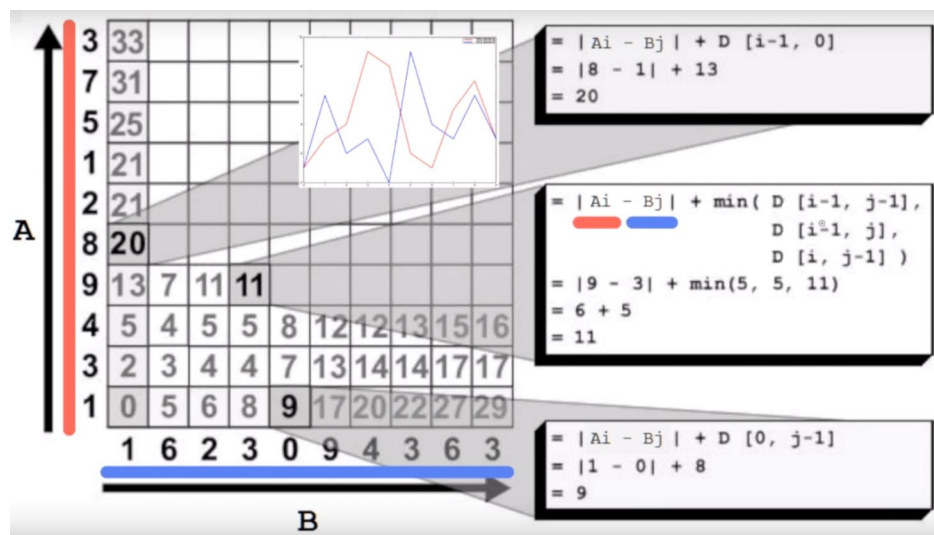 3 33
7 31
5 25
1 21
2 21
8 20
9 13 7 11 11
4 5 4 5 5 8 12 12 13 15 16
3 2 3 4 4 7 13 14 14 17 17
1 0 5 6 8 9 17 20 22 27 29
1 6 2 3 0 9 4 3 6 3
A
B
= | Ai - Bj | + D [i-1, 0]
= |8 - 1| + 13
= 20
= | Ai - Bj | + min( D [i-1, j-1],
D [i-1, j],
D [i, j-1] )
= |9 - 3| + min(5, 5, 11)
= 6 + 5
= 11
= | Ai - Bj | + D [0, j-1]
= |1 - 0| + 8
= 9